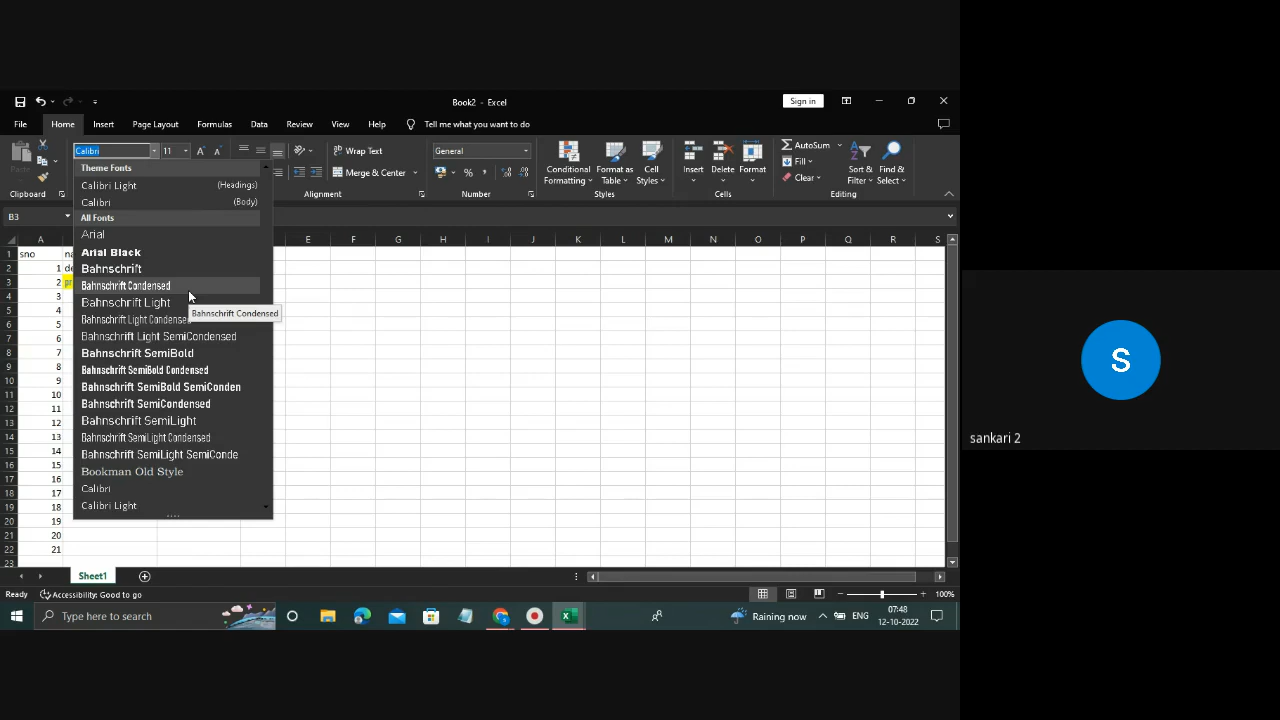 Book2 - Excel
Sign in
File Home Insert Page Layout Formulas Data Review View Help Tell me what you want to do
Calibri 11
Wrap Text
General
Merge & Center
Conditional Formatting
Format as Table
Cell Styles
Insert
Delete
Format
AutoSum
Fill
Clear
Sort & Filter
Find & Select
Clipboard
Alignment
Number
Styles
Cells
Editing
B3
Theme Fonts
Calibri Light (Headings)
Calibri (Body)
All Fonts
Arial
Arial Black
Bahnschrift
Bahnschrift Condensed
Bahnschrift Light
Bahnschrift Condensed
Bahnschrift Light Condensed
Bahnschrift Light SemiCondensed
Bahnschrift SemiBold
Bahnschrift SemiBold Condensed
Bahnschrift SemiBold SemiConden
Bahnschrift SemiCondensed
Bahnschrift SemiLight
Bahnschrift SemiLight Condensed
Bahnschrift SemiLight SemiConde
Bookman Old Style
Calibri
Calibri Light
A E F G H I J K L M N O P Q R S
1 sno na
2 1 de
3 2 pr
4 3
5 4
6 5
7 6
8 7
9 8
10 9
11 10
12 11
13 12
14 13
15 14
16 15
17 16
18 17
19 18
20 19
21 20
22 21
23
Sheet1
Ready Accessibility: Good to go
100%
Type here to search
Raining now
ENG
07:48
12-10-2022
S
sankari 2